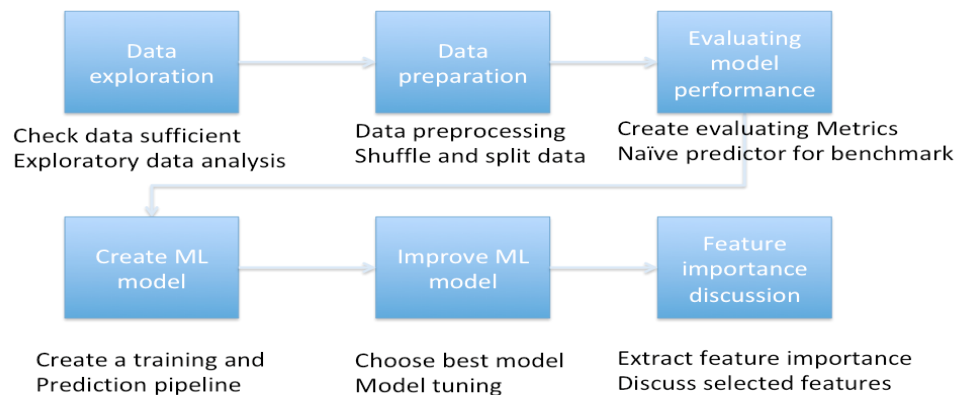 Data
exploration
Data
preparation
Evaluating
model
performance
Check data sufficient
Exploratory data analysis
Data preprocessing
Shuffle and split data
Create evaluating Metrics
Naïve predictor for benchmark
Create ML
model
Improve ML
model
Feature
importance
discussion
Create a training and
Prediction pipeline
Choose best model
Model tuning
Extract feature importance
Discuss selected features